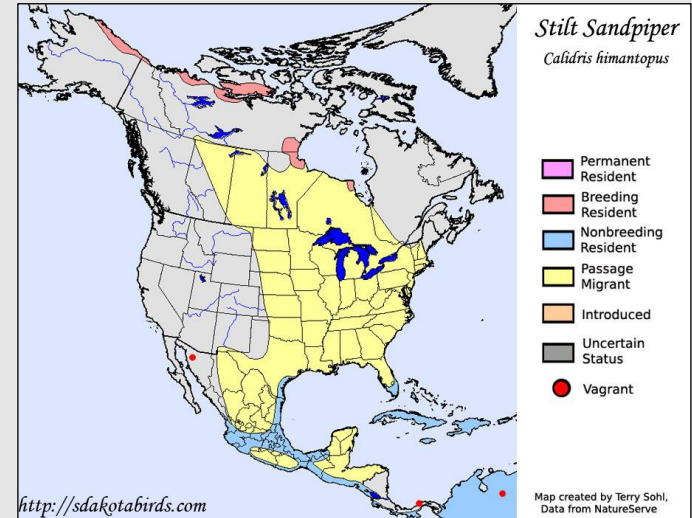 Stilt Sandpiper
Calidris himantopus
Permanent
Resident
Breeding
Resident
Nonbreeding
Resident
Passage
Migrant
Introduced
Uncertain
Status
Vagrant
http://sdakotabirds.com
Map created by Terry Sohl,
Data from NatureServe